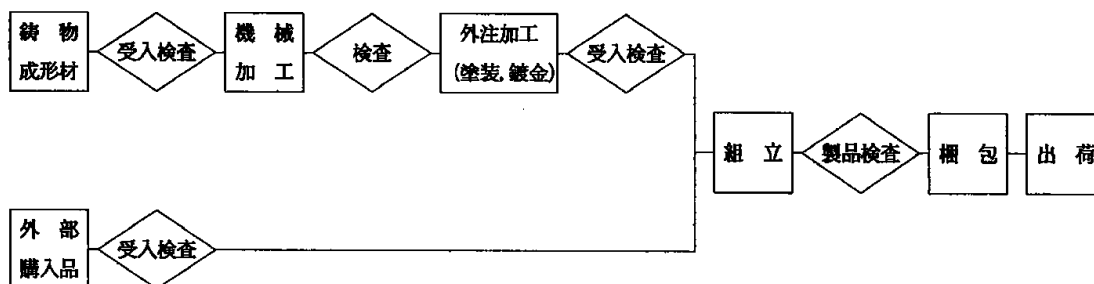 鋳物
成形材
受入検査
機械
加工
検査
外注加工
(塗装,鍍金)
受入検査
組立
製品検査
梱包
出荷
外部
購入品
受入検査